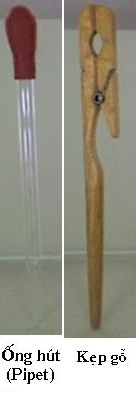 Ống hút
(Pipet)
Kẹp gỗ